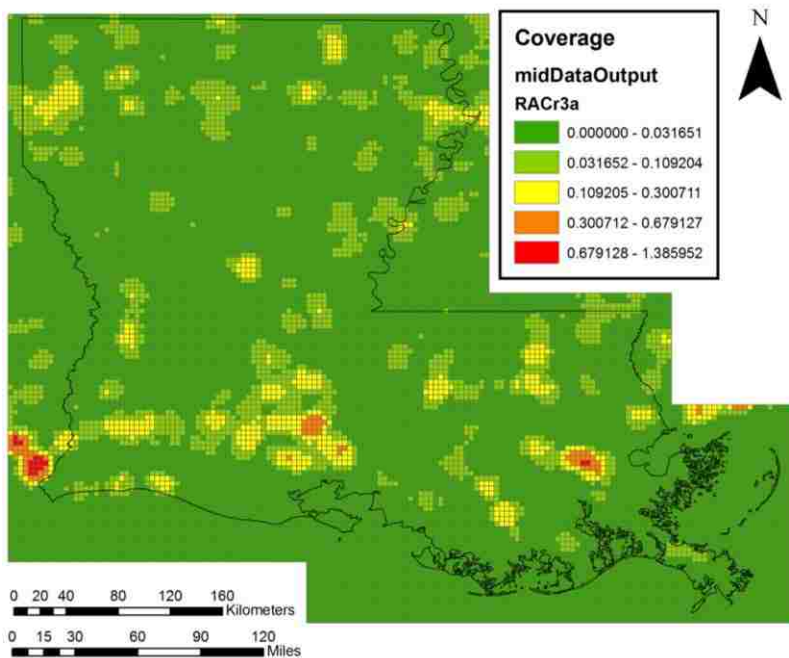 N
Coverage
midDataOutput
RACr3a
0.000000 - 0.031651
0.031652 - 0.109204
0.109205 - 0.300711
0.300712 - 0.679127
0.679128 - 1.385952
0 20 40 80 120 160
Kilometers
0 15 30 60 90 120
Miles